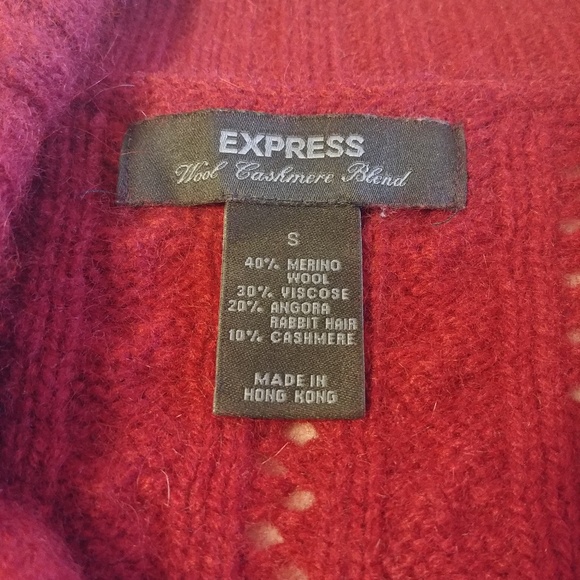 EXPRESS
Wool Cashmere Blend
S
40% MERINO
WOOL
30% VISCOSE
20% ANGORA
RABBIT HAIR
10% CASHMERE
MADE IN
HONG KONG